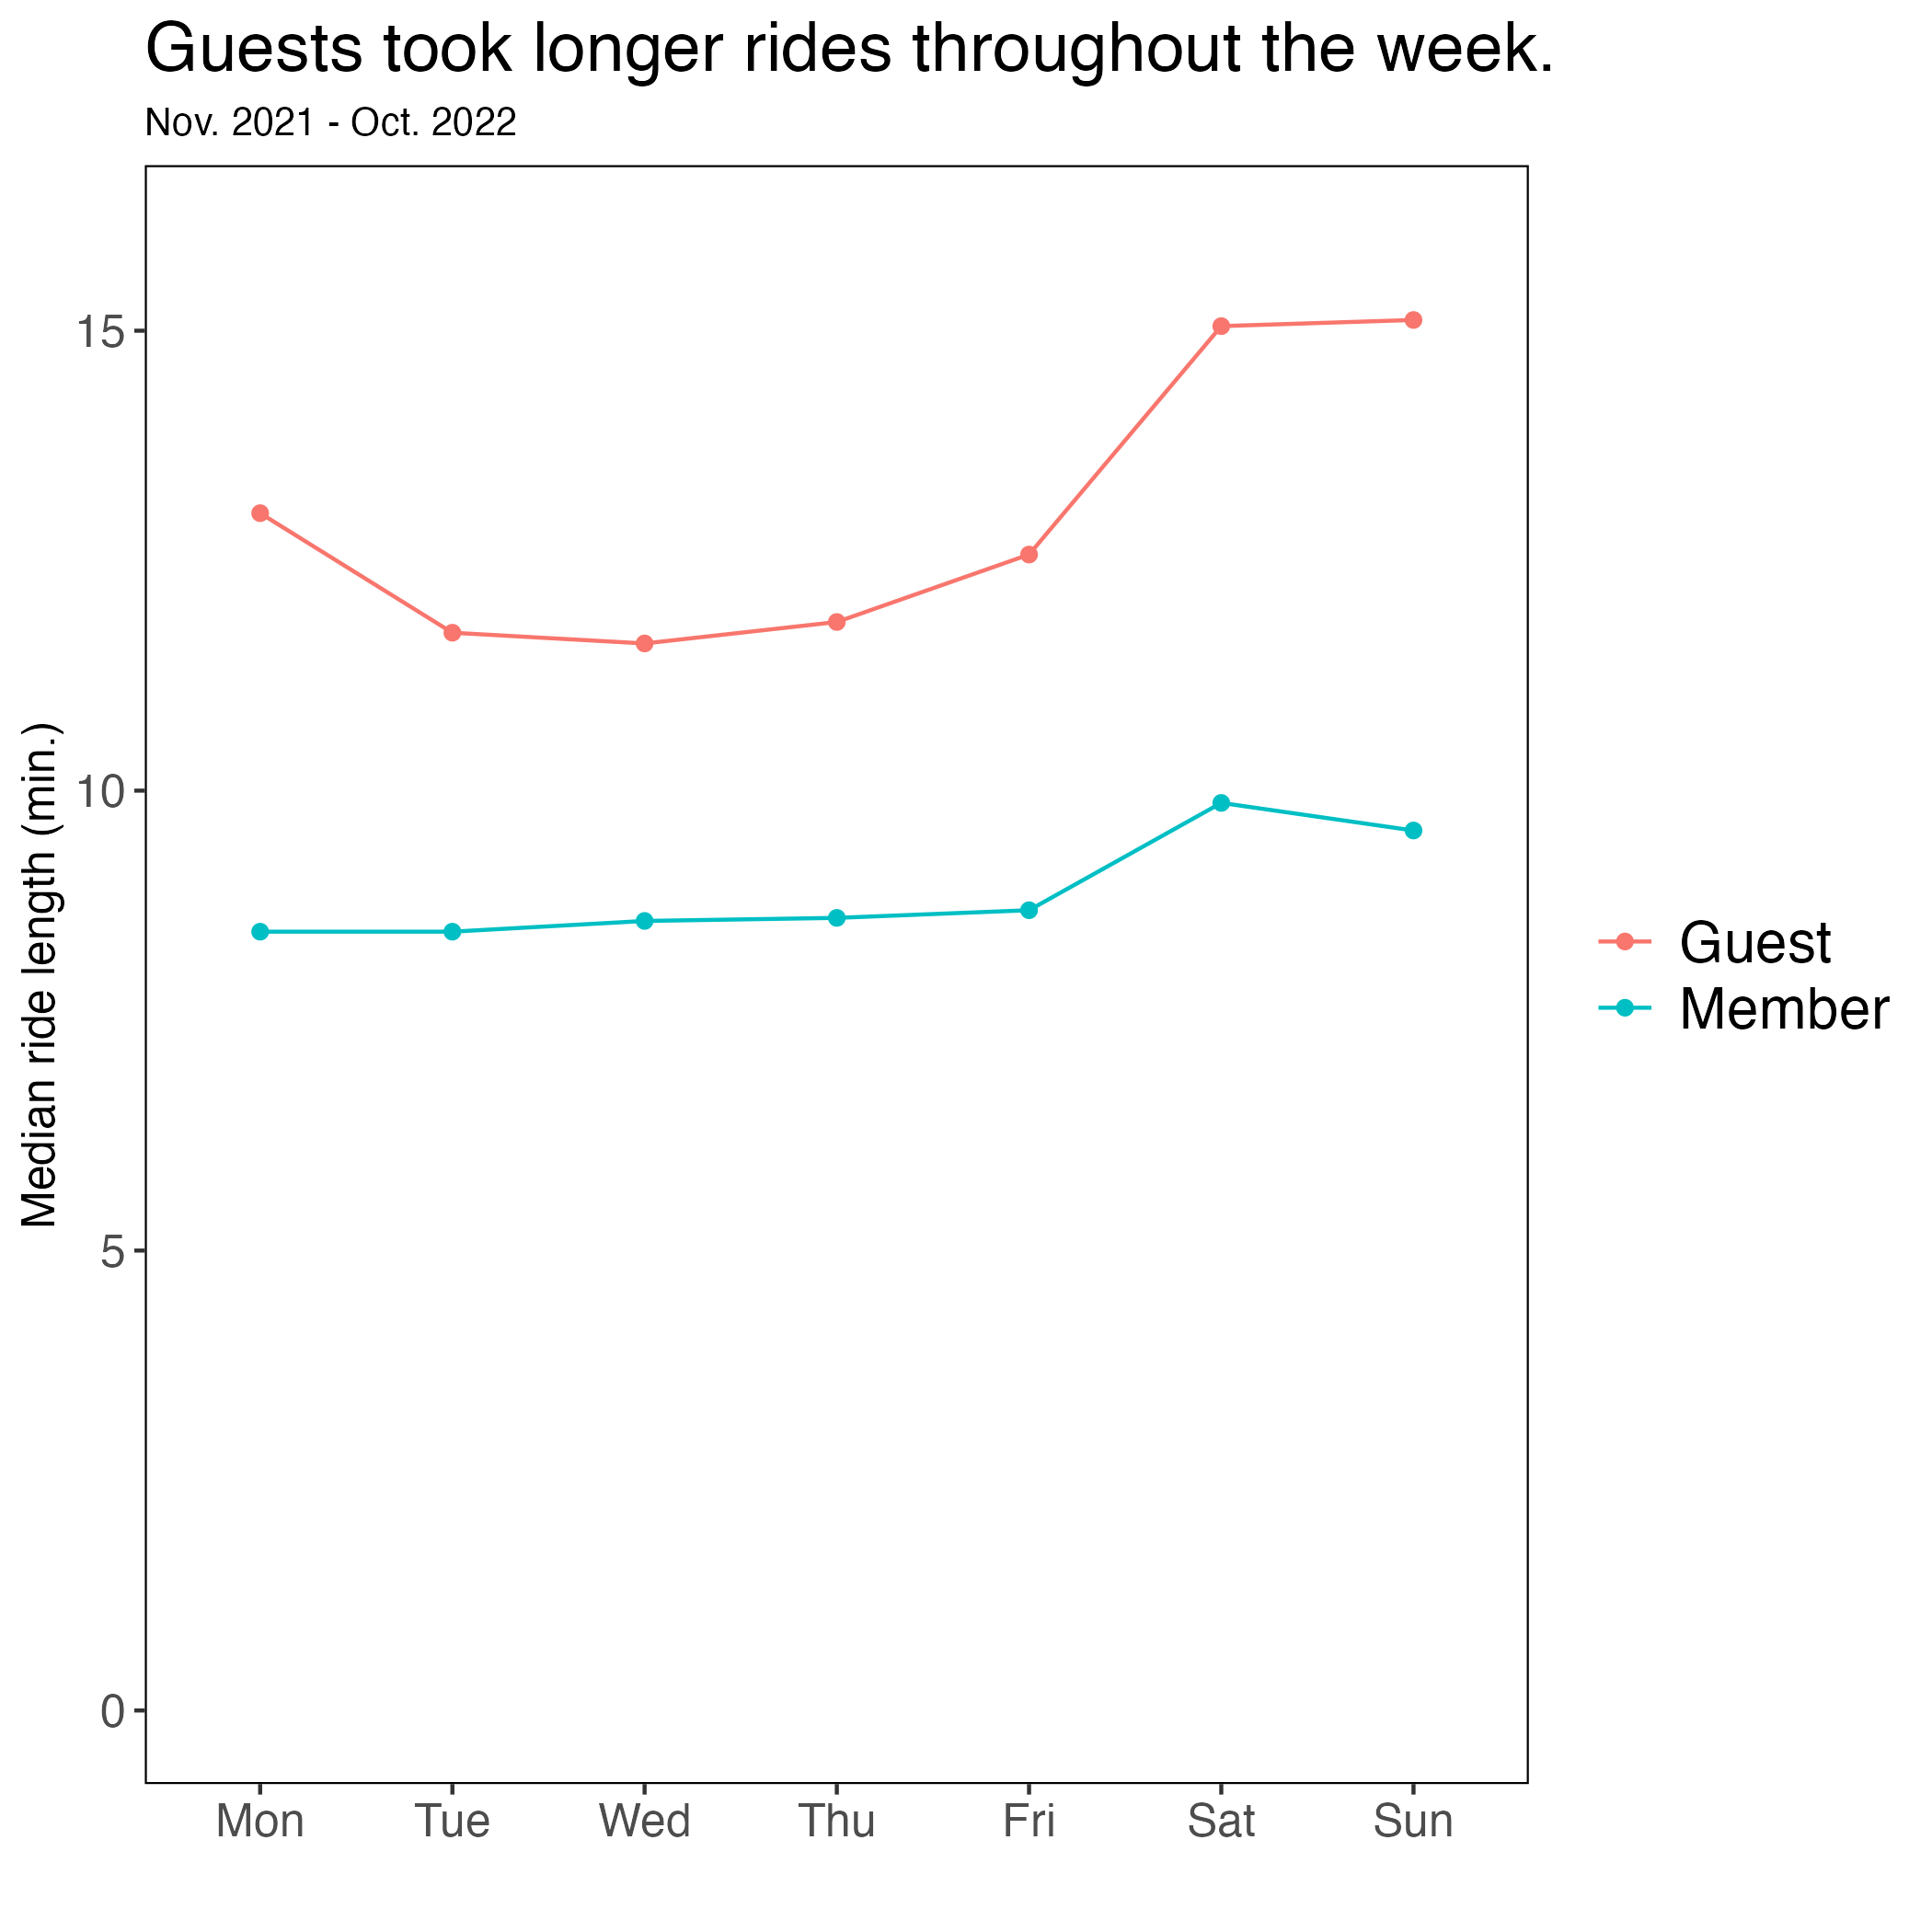 Guests took longer rides throughout the week.
Nov. 2021 - Oct. 2022
Median ride length (min.)
15
10
5
0
Mon Tue Wed Thu Fri Sat Sun
Guest
Member